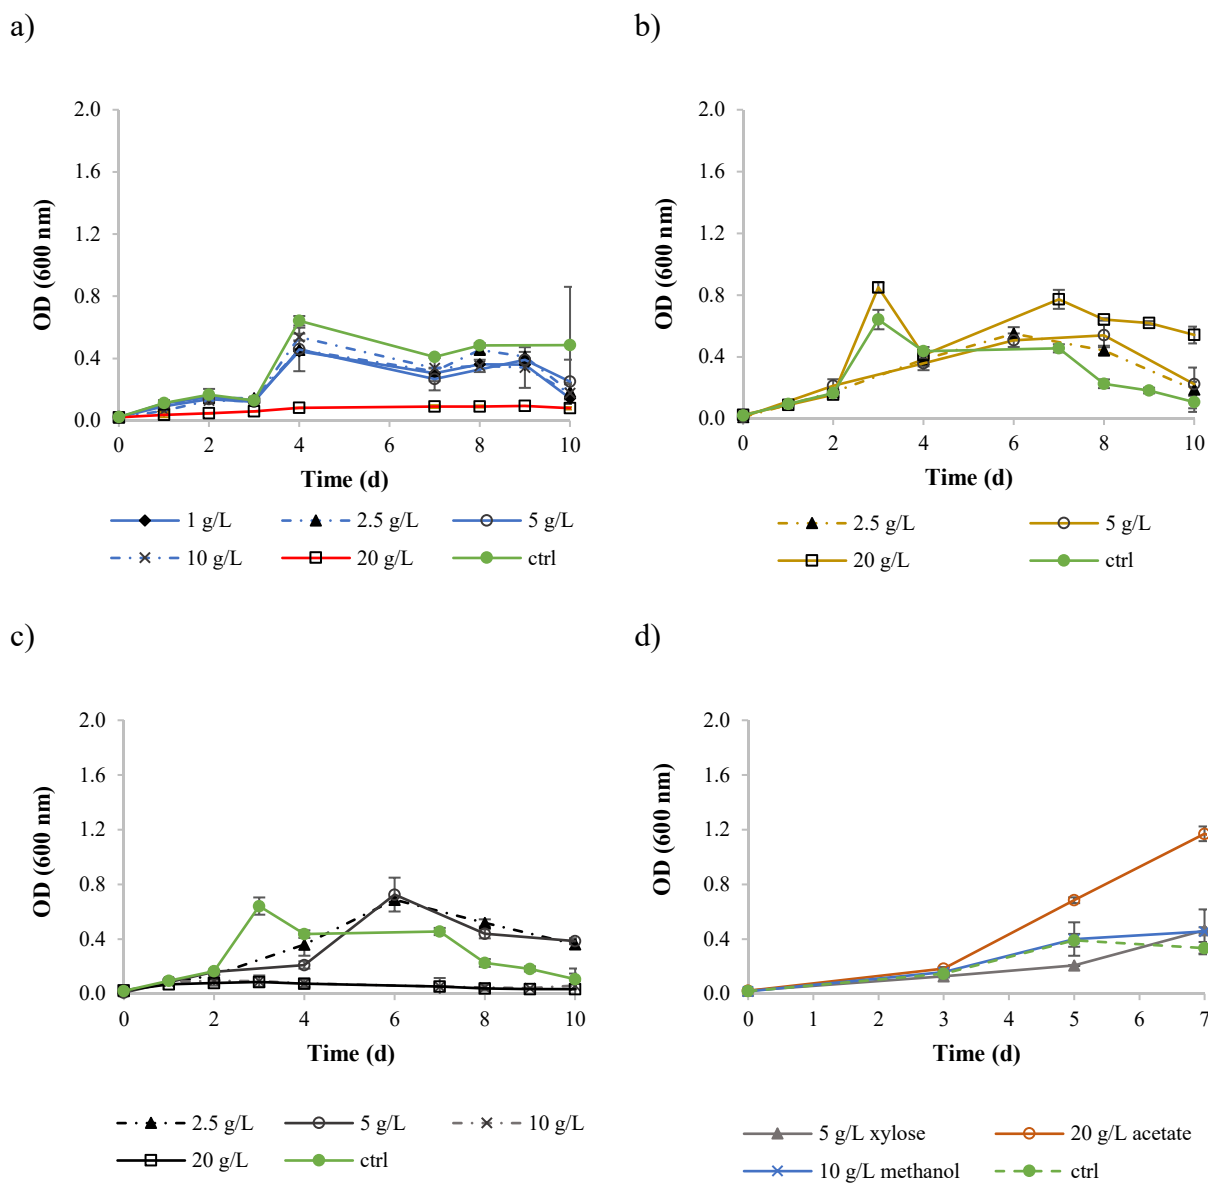 a)
OD (600 nm)
2.0
1.6
1.2
0.8
0.4
0.0
0 2 4 6 8 10
Time (d)
1 g/L 2.5 g/L 5 g/L
10 g/L 20 g/L ctrl
b)
OD (600 nm)
2.0
1.6
1.2
0.8
0.4
0.0
0 2 4 6 8 10
Time (d)
2.5 g/L 5 g/L
20 g/L ctrl
c)
OD (600 nm)
2.0
1.6
1.2
0.8
0.4
0.0
0 2 4 6 8 10
Time (d)
2.5 g/L 5 g/L 10 g/L
20 g/L ctrl
d)
OD (600 nm)
2.0
1.6
1.2
0.8
0.4
0.0
0 1 2 3 4 5 6 7
Time (d)
5 g/L xylose 20 g/L acetate
10 g/L methanol ctrl